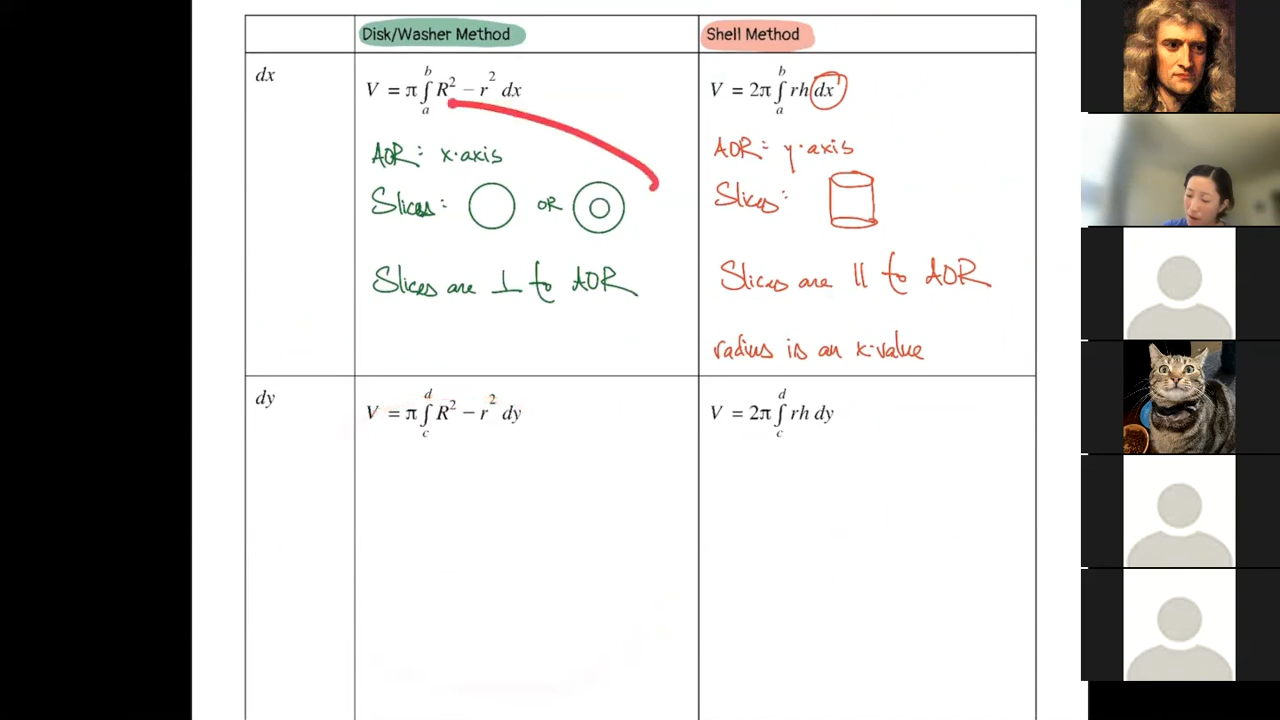 Disk/Washer Method
Shell Method
dx
V = π ∫_a^b R² − r² dx
AOR: x-axis
Slices: OR
Slices are ⊥ to AOR
V = 2π ∫_a^b rh dx
AOR: y-axis
Slices:
Slices are || to AOR
radius is an x-value
dy
V = π ∫_c^d R² − r² dy
V = 2π ∫_c^d rh dy